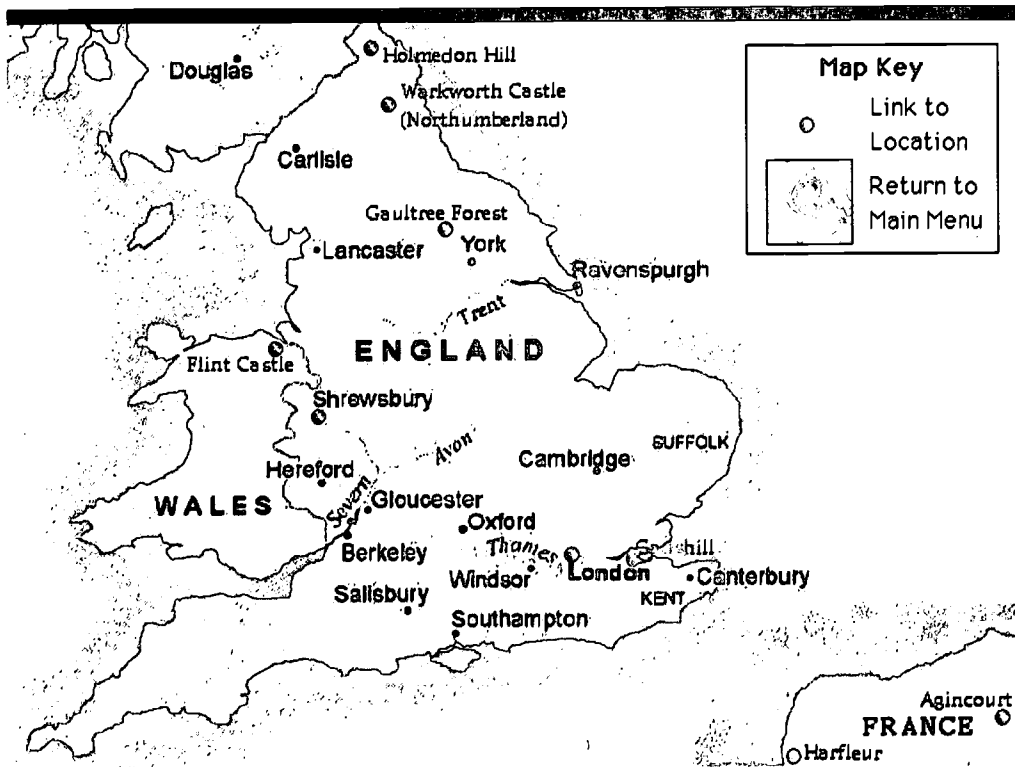 Holmedon Hill
Douglas
Warkworth Castle
(Northumberland)
Carlisle
Gaultree Forest
Lancaster
York
Ravenspurgh
Trent
ENGLAND
Flint Castle
Shrewsbury
Avon
SUFFOLK
Cambridge
Hereford
WALES
Severn
Gloucester
Oxford
Thames
Berkeley
Windsor
London
Canterbury
KENT
Salisbury
Southampton
Agincourt
FRANCE
Harfleur
Map Key
Link to
Location
Return to
Main Menu